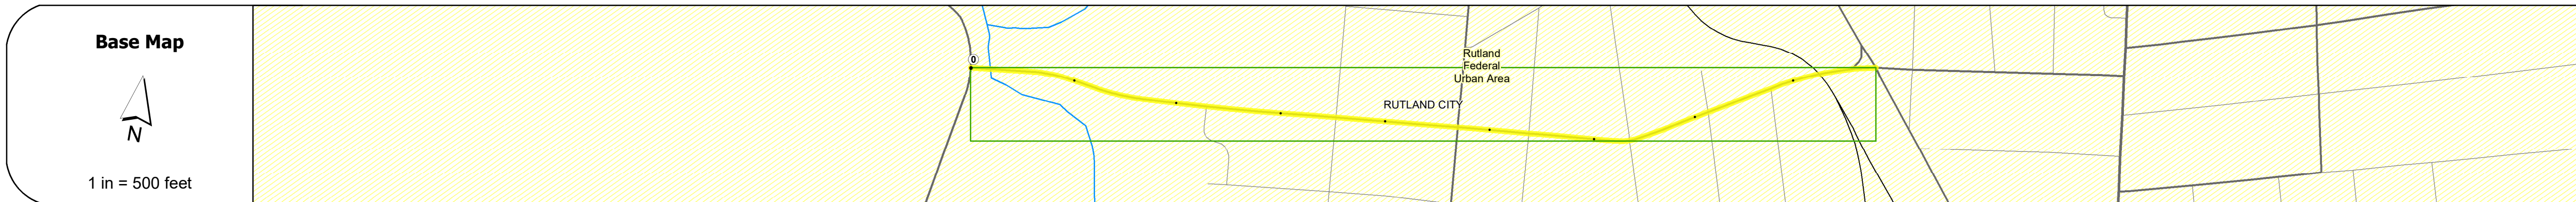 Base Map
N
1 in = 500 feet
0
Rutland
Federal
Urban Area
RUTLAND CITY